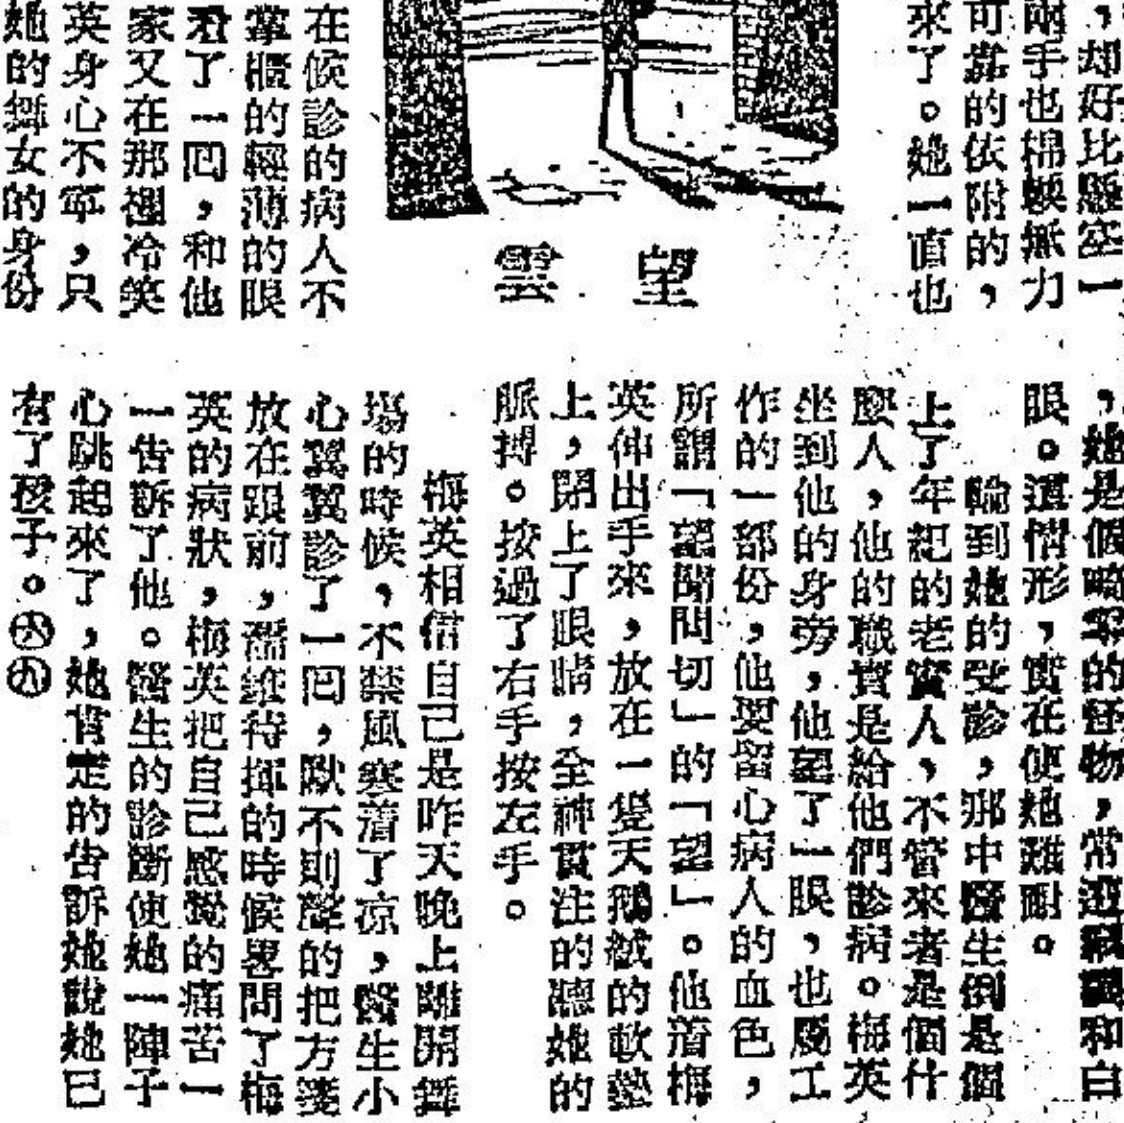 ，却好比懸空一
兩手也棉軟無力
可靠的依附的，
來了。她一直也
望雲
在候診的病人不
掌櫃的輕薄的眼
看了一回，和他
家又在那裡冷笑
英身心不寧，只
她的舞女的身份
，她是個的怪物，常和白
眼。這情形，實在使她難耐。
輪到她的受診，那中醫生倒是個
上了年紀的老實人，不管來者是個什
麼人，他的職責是給他們診病。梅英
坐到他的身旁，他望了一眼，也屬工
作的一部份，他要留心病人的血色，
所謂「望聞問切」的「望」。他着梅
英伸出手來，放在一隻天鵝絨的軟墊
上，閉上了眼睛，全神貫注的聽她的
脈搏。按過了右手按左手。
梅英相信自己是昨天晚上離開舞
場的時候，不禁風寒着了凉，醫生小
心翼翼診了一回，默不則聲的把方箋
放在跟前，濡維待揮的時候畧問了梅
英的病狀，梅英把自己感覺的痛苦一
一告訴了他。醫生的診斷使她一陣子
心跳起來了，她肯定的告訴她說她已
有了孩子。㊅㊈